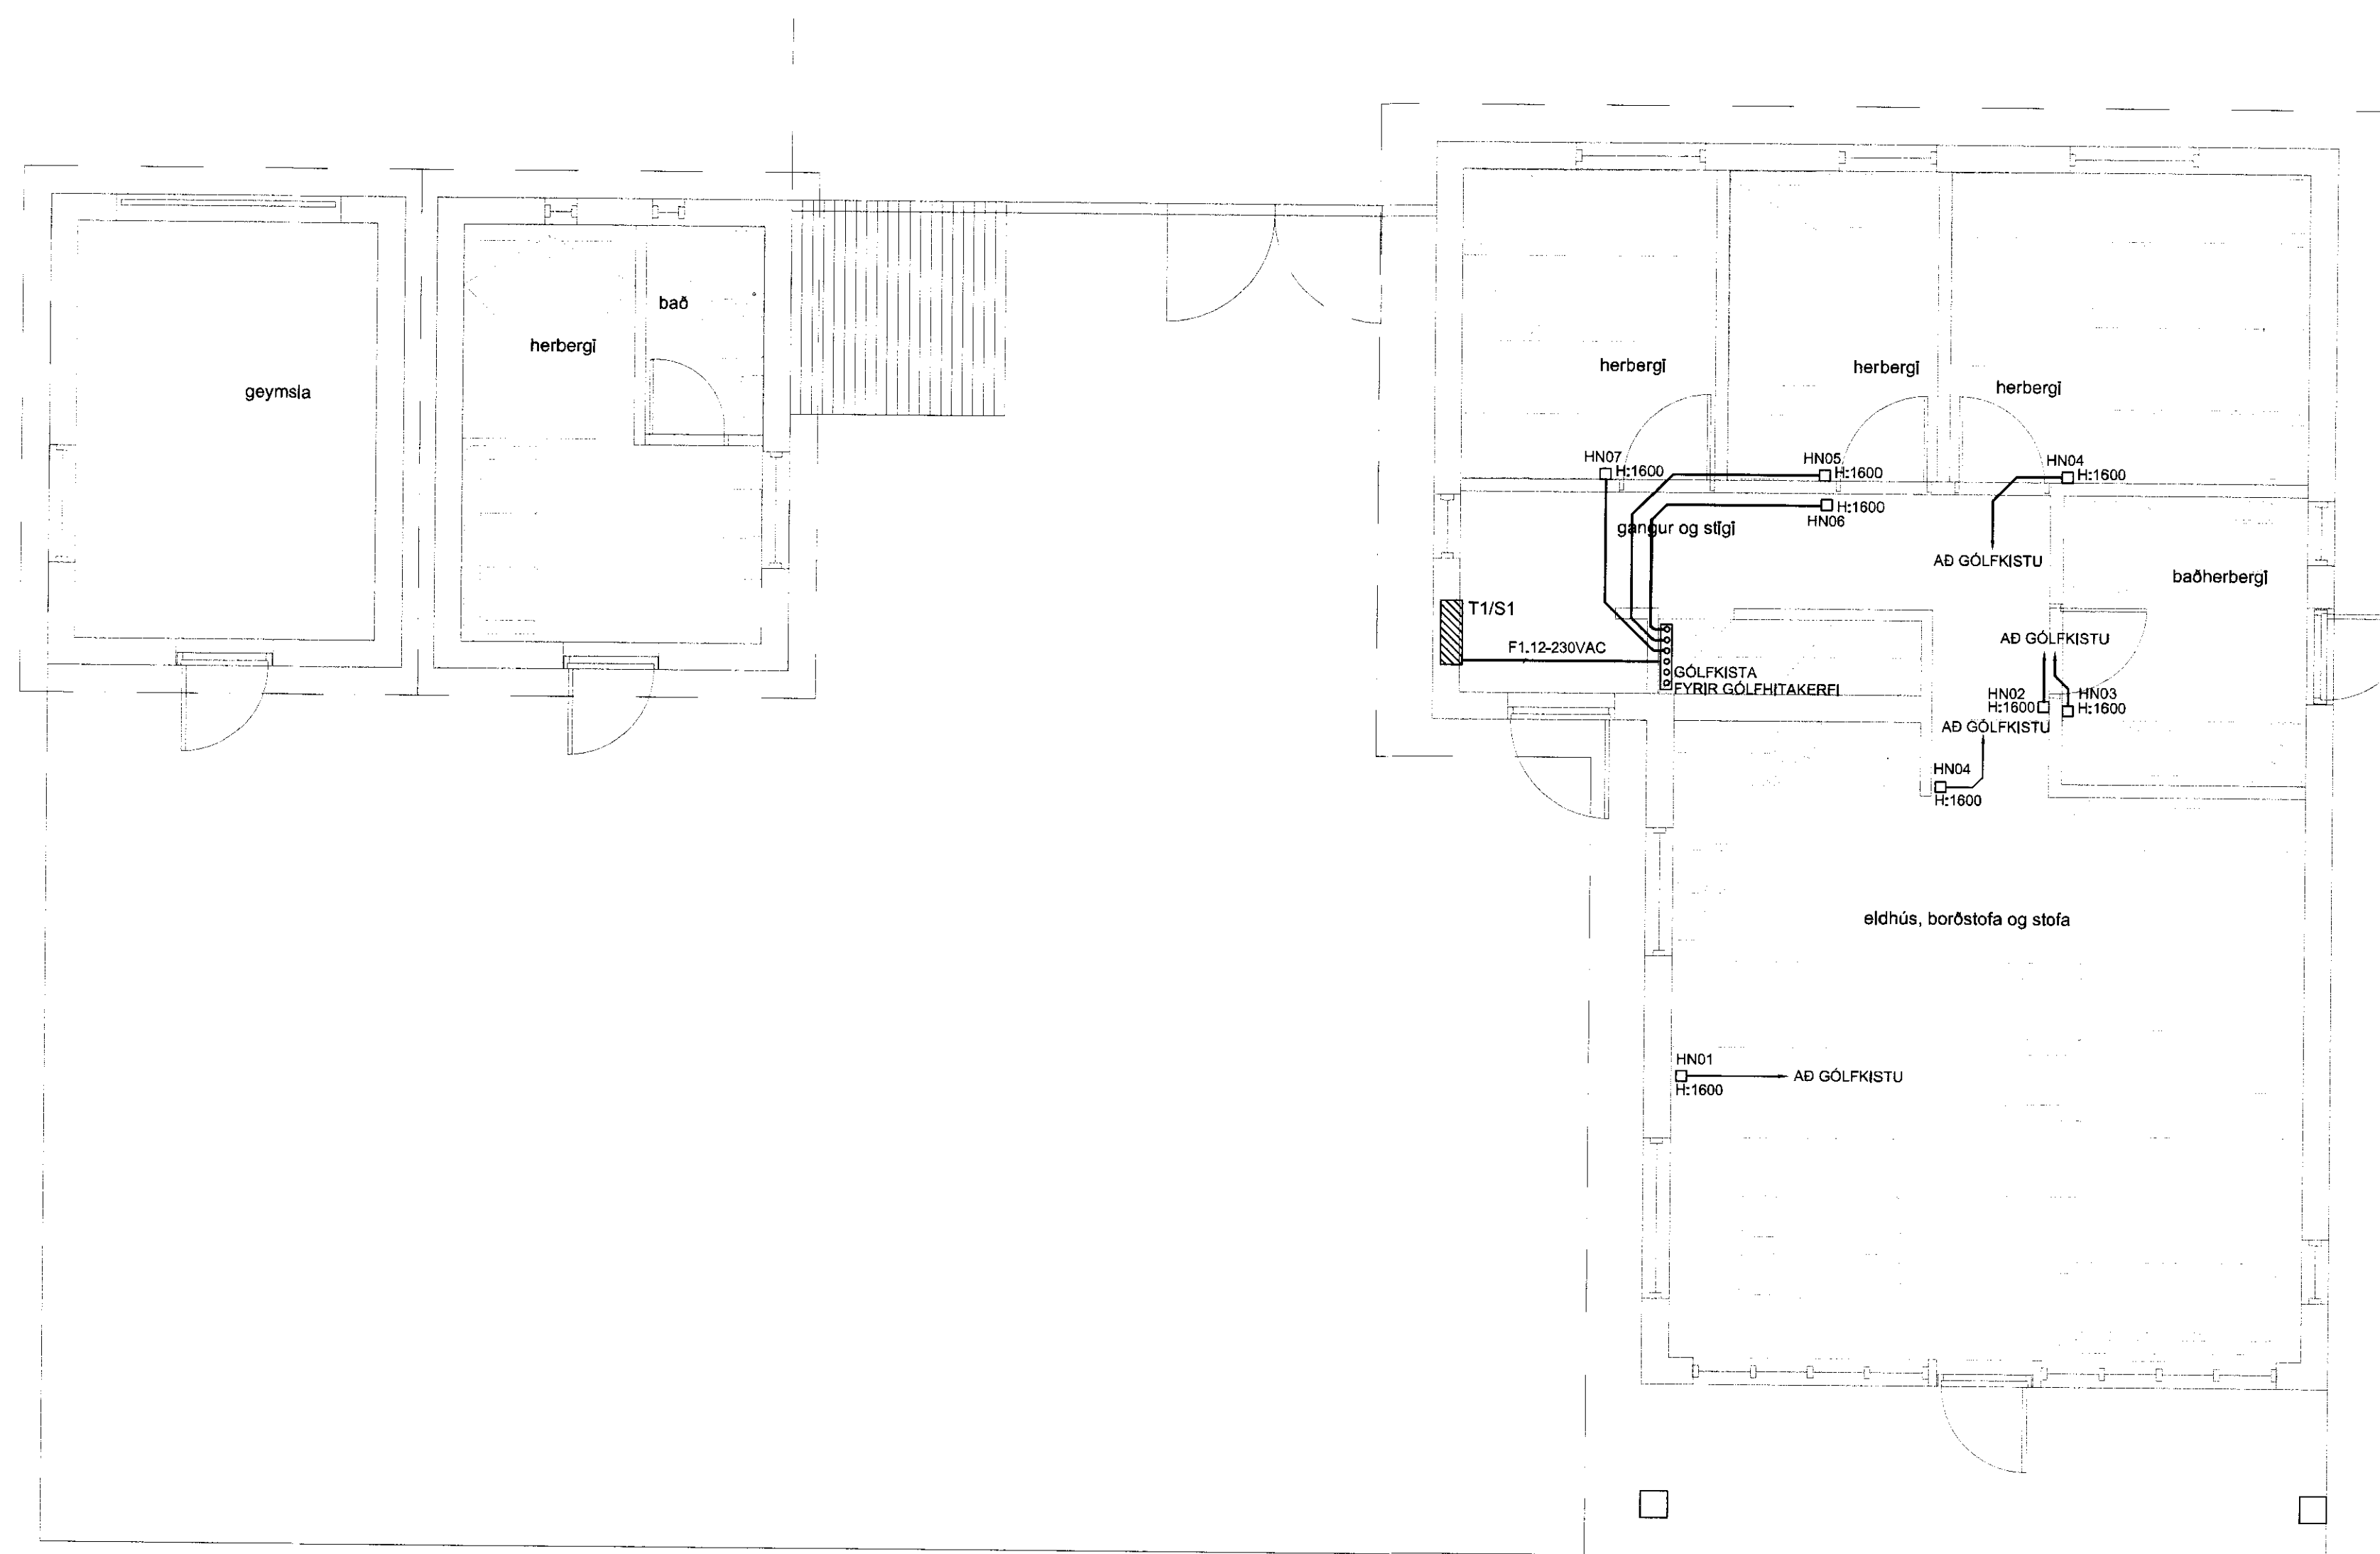 bað
herbergi
geymsla
herbergi
herbergi
herbergi
HN07
H:1600
HN05
H:1600
HN04
H:1600
H:1600
HN06
gangur og stigi
AÐ GÓLFKISTU
baðherbergi
T1/S1
F1.12-230VAC
GÓLFKISTA
FYRIR GÓLFHITAKERFI
AÐ GÓLFKISTU
HN02
H:1600
HN03
H:1600
AÐ GÓLFKISTU
HN04
H:1600
eldhús, borðstofa og stofa
HN01
H:1600
AÐ GÓLFKISTU